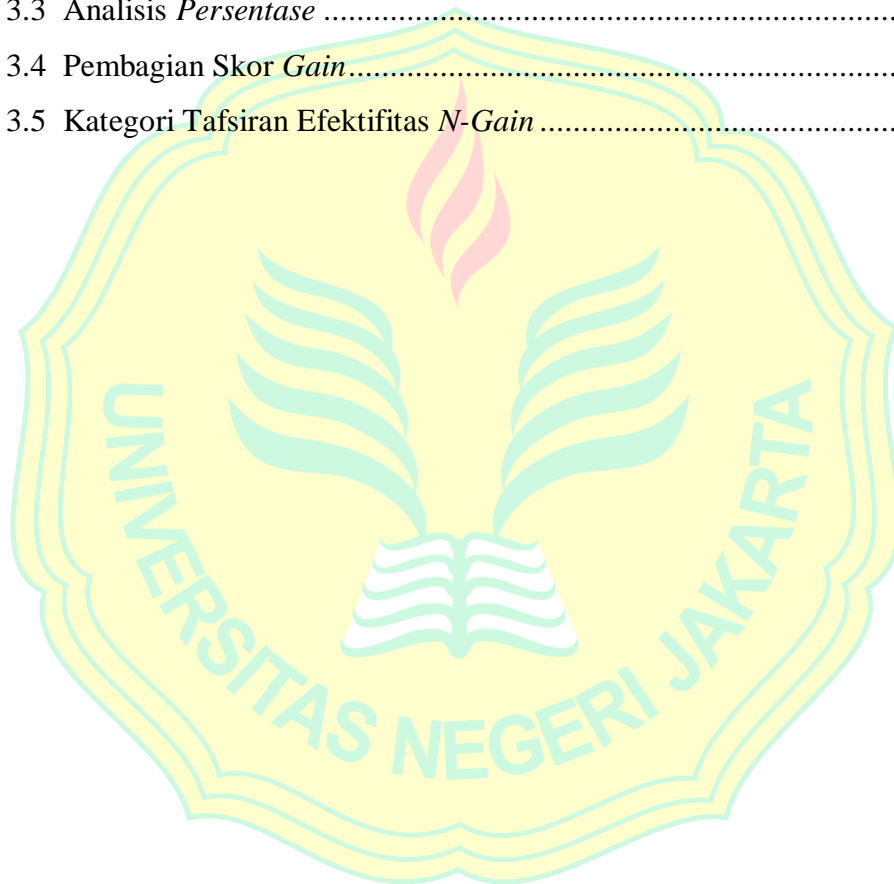 3.3 Analisis Persentase ....................................................................................
3.4 Pembagian Skor Gain.................................................................................
3.5 Kategori Tafsiran Efektifitas N-Gain ......................................................
UNIVERSITAS NEGERI JAKARTA